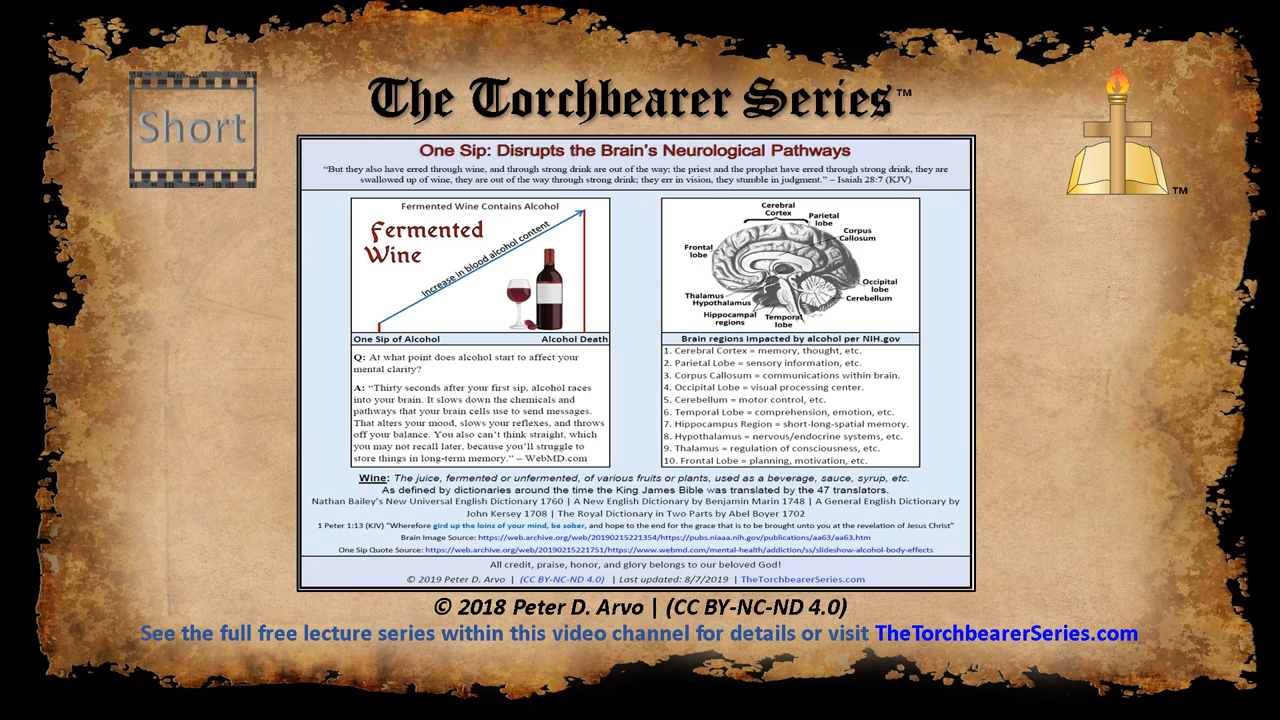 Short
The Torchbearer Series™
™
One Sip: Disrupts the Brain's Neurological Pathways
"But they also have erred through wine, and through strong drink are out of the way; the priest and the prophet have erred through strong drink, they are
swallowed up of wine, they are out of the way through strong drink; they err in vision, they stumble in judgment." – Isaiah 28:7 (KJV)
Fermented Wine Contains Alcohol
Fermented
Wine
Increase in blood alcohol content
One Sip of Alcohol Alcohol Death
Q: At what point does alcohol start to affect your
mental clarity?
A: "Thirty seconds after your first sip, alcohol races
into your brain. It slows down the chemicals and
pathways that your brain cells use to send messages.
That alters your mood, slows your reflexes, and throws
off your balance. You also can't think straight, which
you may not recall later, because you'll struggle to
store things in long-term memory." – WebMD.com
Cerebral
Cortex
Parietal
lobe
Corpus
Callosum
Frontal
lobe
Occipital
lobe
Cerebellum
Thalamus
Hypothalamus
Hippocampal
regions
Temporal
lobe
Brain regions impacted by alcohol per NIH.gov
1. Cerebral Cortex = memory, thought, etc.
2. Parietal Lobe = sensory information, etc.
3. Corpus Callosum = communications within brain.
4. Occipital Lobe = visual processing center.
5. Cerebellum = motor control, etc.
6. Temporal Lobe = comprehension, emotion, etc.
7. Hippocampus Region = short-long-spatial memory.
8. Hypothalamus = nervous/endocrine systems, etc.
9. Thalamus = regulation of consciousness, etc.
10. Frontal Lobe = planning, motivation, etc.
Wine: The juice, fermented or unfermented, of various fruits or plants, used as a beverage, sauce, syrup, etc.
As defined by dictionaries around the time the King James Bible was translated by the 47 translators.
Nathan Bailey's New Universal English Dictionary 1760 | A New English Dictionary by Benjamin Marin 1748 | A General English Dictionary by
John Kersey 1708 | The Royal Dictionary in Two Parts by Abel Boyer 1702
1 Peter 1:13 (KJV) "Wherefore gird up the loins of your mind, be sober, and hope to the end for the grace that is to be brought unto you at the revelation of Jesus Christ"
Brain Image Source: https://web.archive.org/web/20190215221354/https://pubs.niaaa.nih.gov/publications/aa63/aa63.htm
One Sip Quote Source: https://web.archive.org/web/20190215221751/https://www.webmd.com/mental-health/addiction/ss/slideshow-alcohol-body-effects
All credit, praise, honor, and glory belongs to our beloved God!
© 2019 Peter D. Arvo | (CC BY-NC-ND 4.0) | Last updated: 8/7/2019 | TheTorchbearerSeries.com
© 2018 Peter D. Arvo | (CC BY-NC-ND 4.0)
See the full free lecture series within this video channel for details or visit TheTorchbearerSeries.com